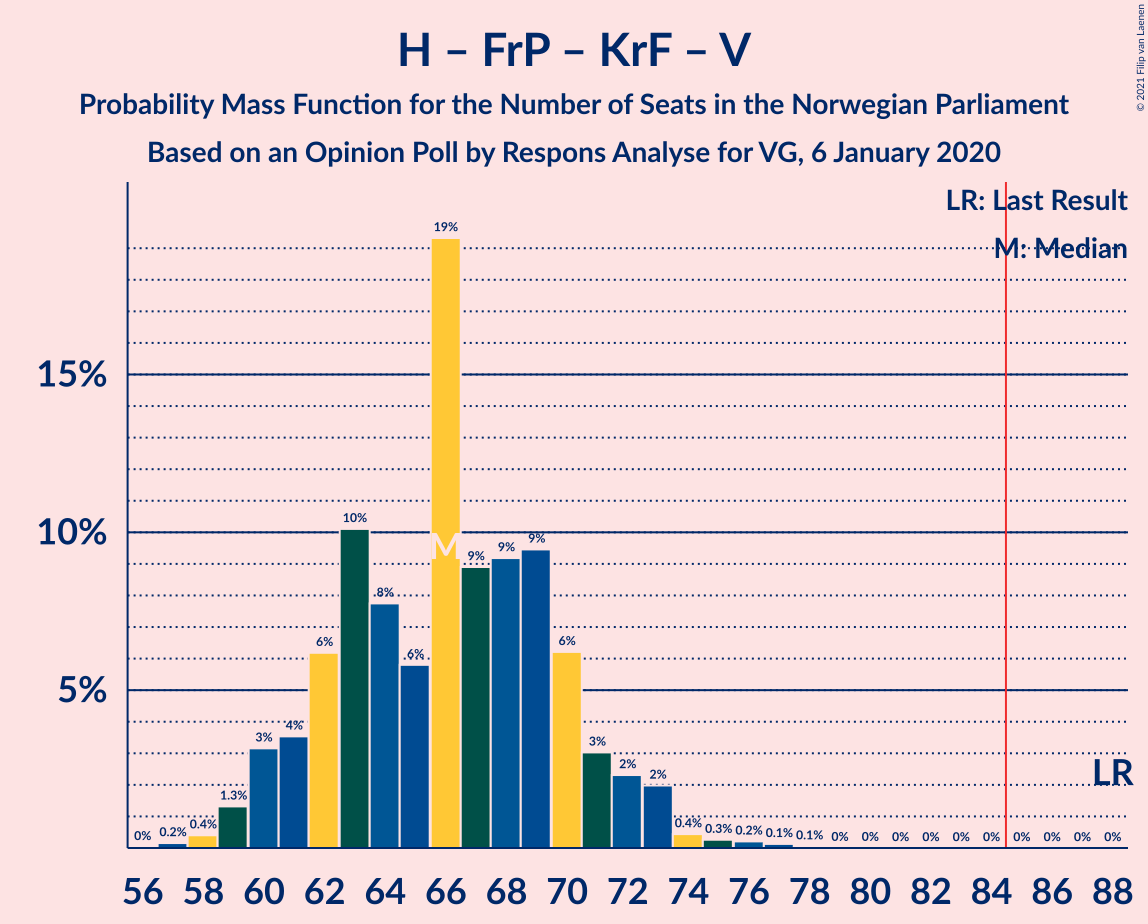 H – FrP – KrF – V
Probability Mass Function for the Number of Seats in the Norwegian Parliament
Based on an Opinion Poll by Respons Analyse for VG, 6 January 2020
© 2021 Filip van Laenen
LR: Last Result
M: Median
15%
10%
5%
0% 0.2% 0.4% 1.3% 3% 4% 6% 10% 8% 6% 19% 9% 9% 9% 6% 3% 2% 2% 0.4% 0.3% 0.2% 0.1% 0.1% 0% 0% 0% 0% 0% 0% 0% 0% 0% 0%
M
LR
56 58 60 62 64 66 68 70 72 74 76 78 80 82 84 86 88